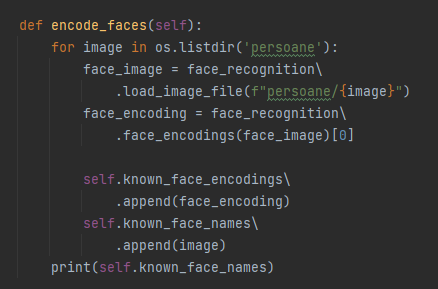 def encode_faces(self):
    for image in os.listdir('persoane'):
        face_image = face_recognition\
            .load_image_file(f"persoane/{image}")
        face_encoding = face_recognition\
            .face_encodings(face_image)[0]

        self.known_face_encodings\
            .append(face_encoding)
        self.known_face_names\
            .append(image)
    print(self.known_face_names)